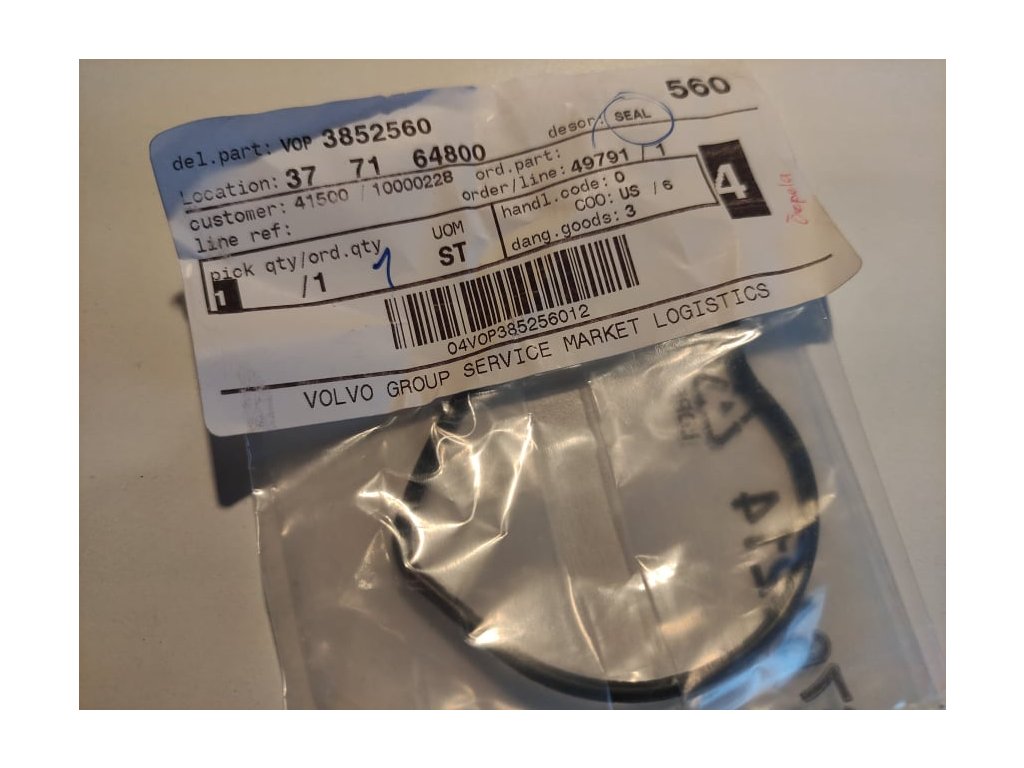 560
del.part: VOP 3852560 descr: SEAL
Location: 37 71 64800 ord.part:
customer: 41500 / 10000228 order/line: 49791 / 1
line ref: handl.code: 0
COO: US / 6
dang.goods: 3
4
pick qty/ord.qty UOM
1 /1 1 ST
04VOP385256012
VOLVO GROUP SERVICE MARKET LOGISTICS